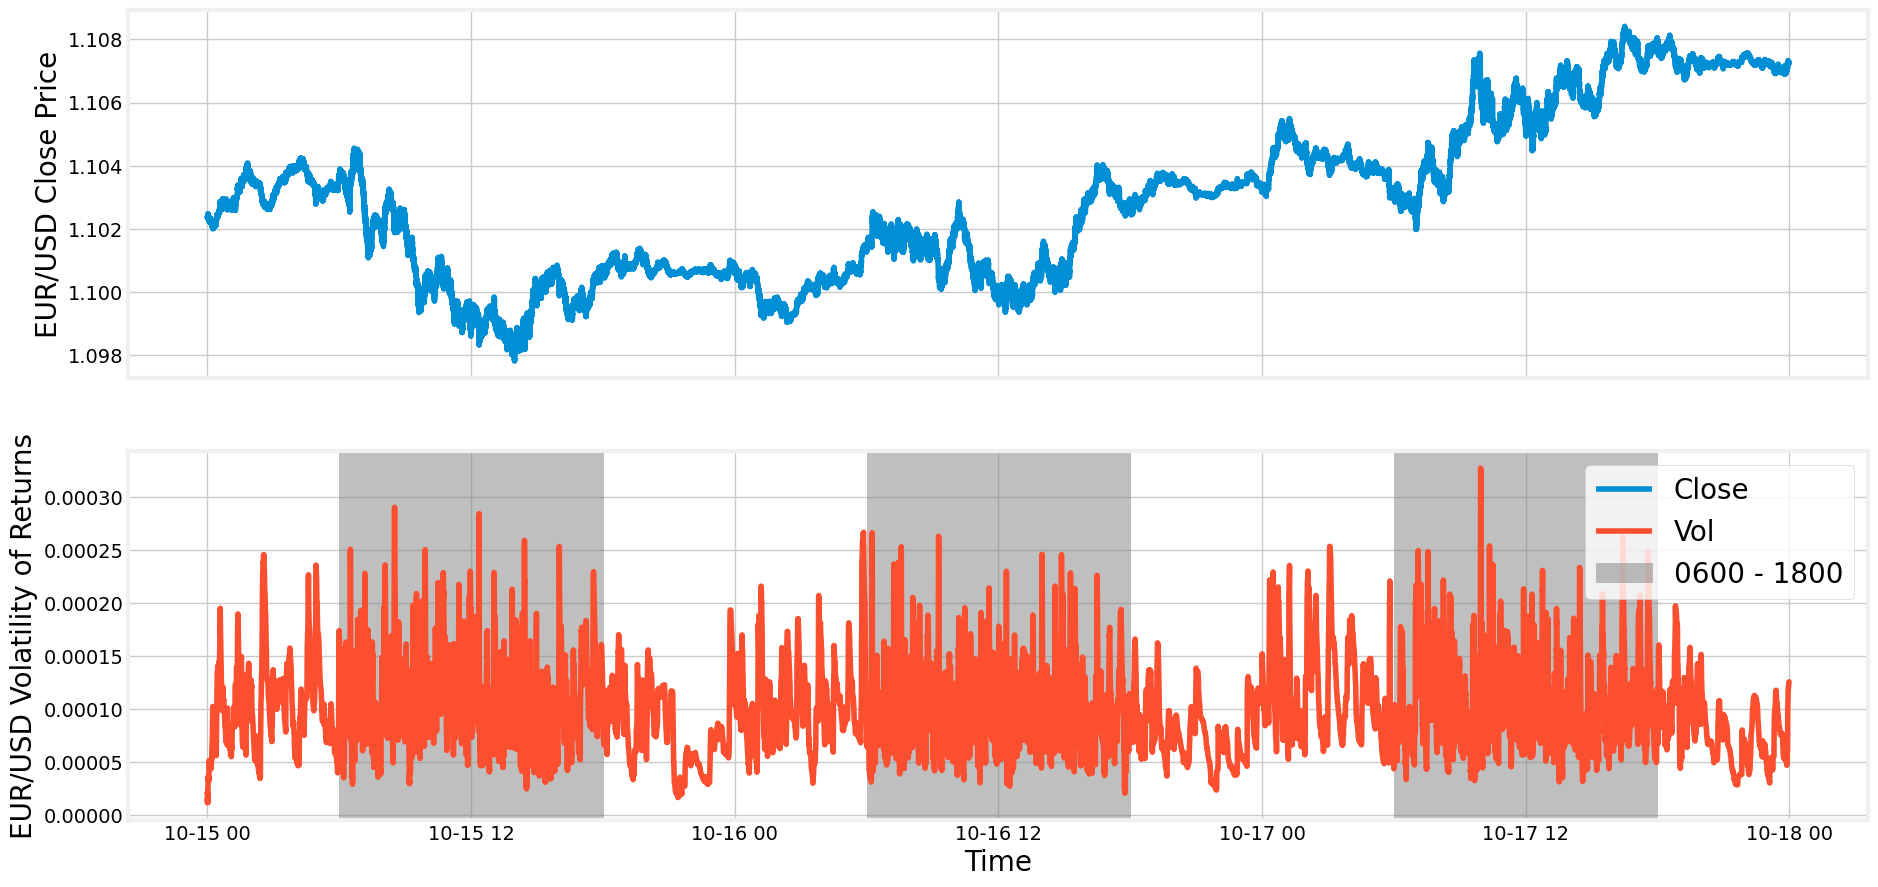 EUR/USD Close Price
1.108
1.106
1.104
1.102
1.100
1.098
EUR/USD Volatility of Returns
0.00030
0.00025
0.00020
0.00015
0.00010
0.00005
0.00000
Close
Vol
0600 - 1800
10-15 00 10-15 12 10-16 00 10-16 12 10-17 00 10-17 12 10-18 00
Time